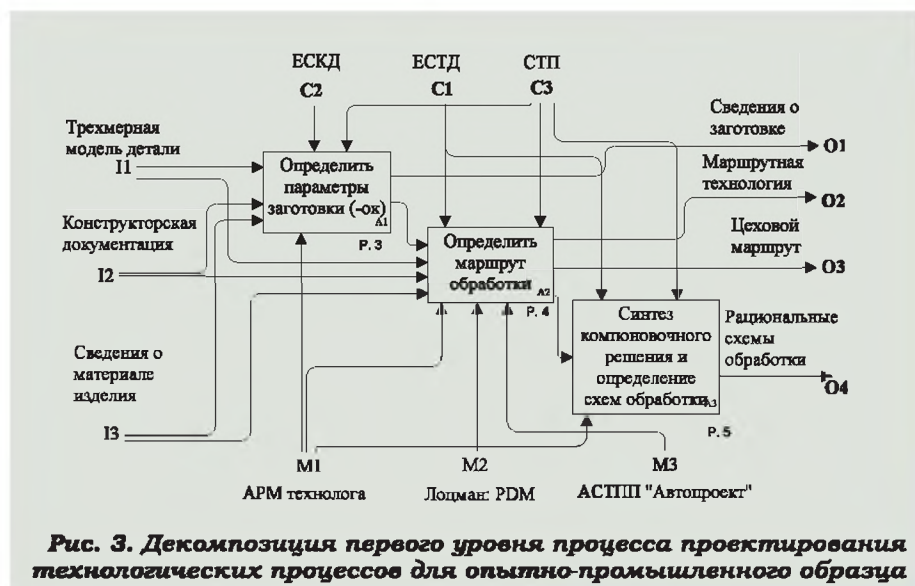 ЕСКД
C2
ЕСТД
C1
СТП
C3
Трехмерная
модель детали
I1
Конструкторская
документация
I2
Сведения о
материале
изделия
I3
Определить
параметры
заготовки (-ок)
A1
P. 3
Определить
маршрут
обработки
A2
P. 4
Синтез
компоновочного
решения и
определение
схем обработки
A3
P. 5
Сведения о
заготовке
O1
Маршрутная
технология
O2
Цеховой
маршрут
O3
Рациональные
схемы
обработки
O4
M1
АРМ технолога
M2
Лоцман: PDM
M3
АСТПП "Автопроект"
Рис. 3. Декомпозиция первого уровня процесса проектирования
технологических процессов для опытно-промышленного образца